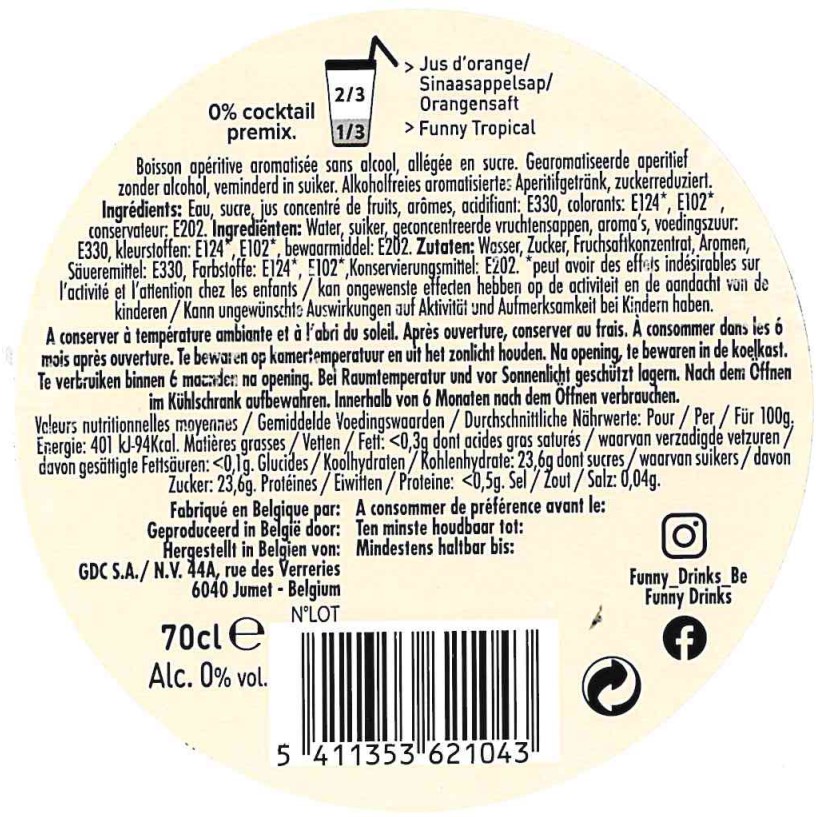 > Jus d'orange/
Sinaasappelsap/
Orangensaft
2/3
0% cocktail
premix.
1/3
> Funny Tropical
Boisson apéritive aromatisée sans alcool, allégée en sucre. Gearomatiseerde aperitief
zonder alcohol, veminderd in suiker. Alkoholfreies aromatisiertes Aperitifgetränk, zuckerreduziert.
Ingrédients: Eau, sucre, jus concentré de fruits, arômes, acidifiant: E330, colorants: E124*, E102*,
conservateur: E202. Ingrediënten: Water, suiker, geconcentreerde vruchtensappen, aroma's, voedingszuur:
E330, kleurstoffen: E124*, E102*, bewaarmiddel: E202. Zutaten: Wasser, Zucker, Fruchsaftkonzentrat, Aromen,
Säueremittel: E330, Farbstoffe: E124*, E102*,Konservierungsmittel: E202. *peut avoir des effets indésirables sur
l'activité et l'attention chez les enfants / kan ongewenste effecten hebben op de activiteit en de aandacht van de
kinderen / Kann ungewünschte Auswirkungen auf Aktivität und Aufmerksamkeit bei Kindern haben.
A conserver à température ambiante et à l'abri du soleil. Après ouverture, conserver au frais. À consommer dans les 6
mois après ouverture. Te bewaren op kamertemperatuur en uit het zonlicht houden. Na opening, te bewaren in de koelkast.
Te verbruiken binnen 6 maanden na opening. Bei Raumtemperatur und vor Sonnenlicht geschützt lagern. Nach dem Öffnen
im Kühlschrank aufbewahren. Innerhalb von 6 Monaten nach dem Öffnen verbrauchen.
Valeurs nutritionnelles moyennes / Gemiddelde Voedingswaarden / Durchschnittliche Nährwerte: Pour / Per / Für 100g.
Energie: 401 kJ-94Kcal. Matières grasses / Vetten / Fett: <0,3g dont acides gras saturés / waarvan verzadigde vetzuren /
davon gesättigte Fettsäuren: <0,1g. Glucides / Koolhydraten / Kohlenhydrate: 23,6g dont sucres / waarvan suikers / davon
Zucker: 23,6g. Protéines / Eiwitten / Proteine: <0,5g. Sel / Zout / Salz: 0,04g.
Fabriqué en Belgique par:
Geproduceerd in België door:
Hergestellt in Belgien von:
GDC S.A./ N.V. 44A, rue des Verreries
6040 Jumet - Belgium
A consommer de préférence avant le:
Ten minste houdbaar tot:
Mindestens haltbar bis:
Funny_Drinks_Be
Funny Drinks
N°LOT
70cl e
Alc. 0% vol.
5 411353 621043